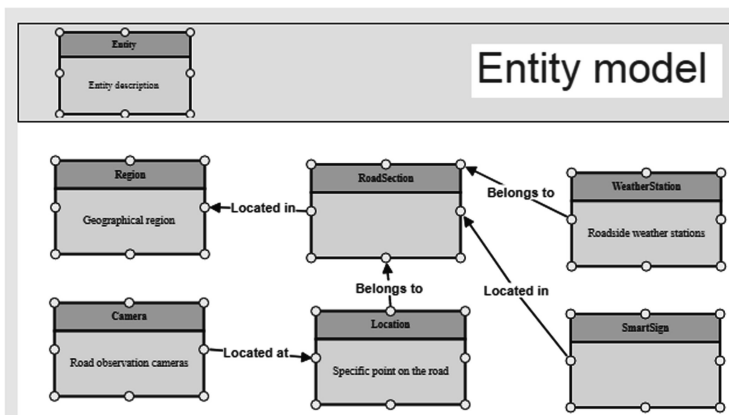 Entity
Entity description
Entity model
Region
Geographical region
Located in
RoadSection
Belongs to
WeatherStation
Roadside weather stations
Belongs to
Located in
Camera
Road observation cameras
Located at
Location
Specific point on the road
SmartSign